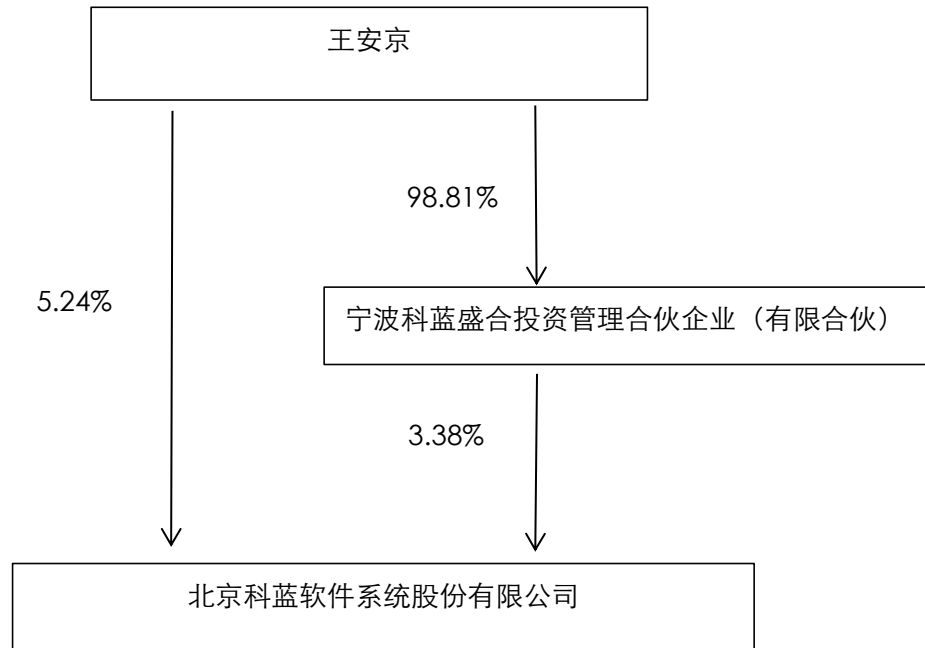 王安京
98.81%
5.24%
宁波科蓝盛合投资管理合伙企业（有限合伙）
3.38%
北京科蓝软件系统股份有限公司